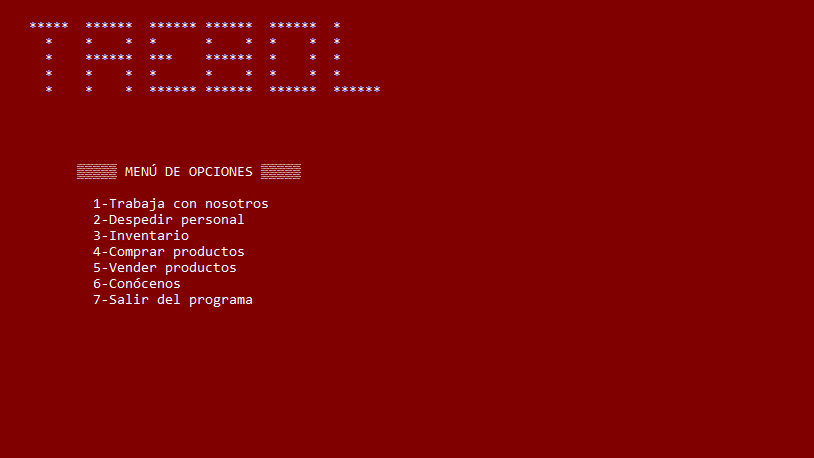 TAEBOL
MENÚ DE OPCIONES
1-Trabaja con nosotros
2-Despedir personal
3-Inventario
4-Comprar productos
5-Vender productos
6-Conócenos
7-Salir del programa